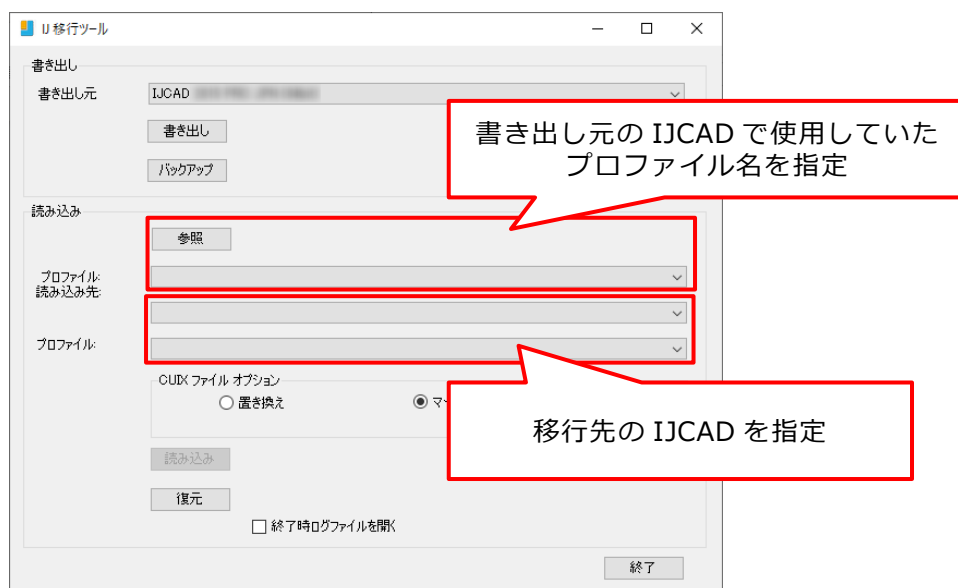 IJ 移行ツール
書き出し
書き出し元
IJCAD
書き出し
バックアップ
書き出し元の IJCAD で使用していた
プロファイル名を指定
読み込み
参照
プロファイル:
読み込み先:
プロファイル:
CUIX ファイル オプション
置き換え
移行先の IJCAD を指定
読み込み
復元
終了時ログファイルを開く
終了